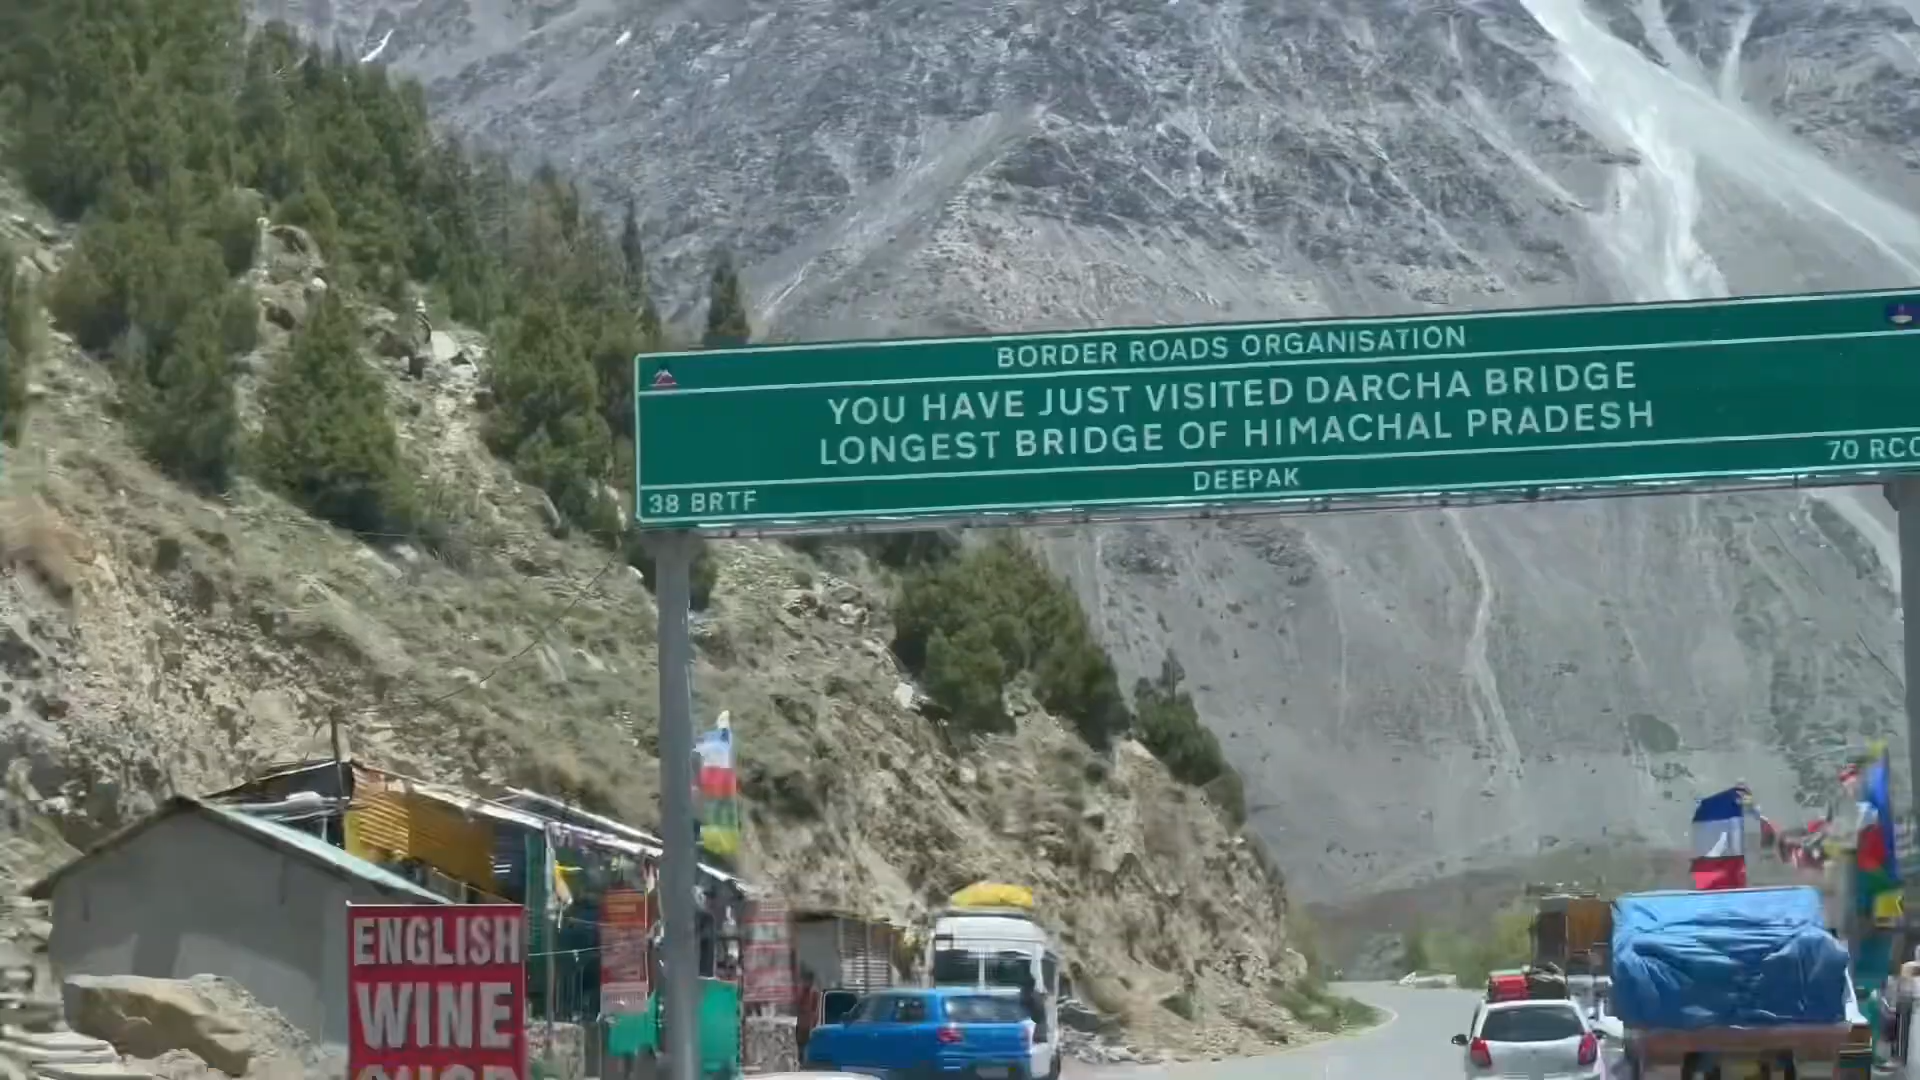 BORDER ROADS ORGANISATION
YOU HAVE JUST VISITED DARCHA BRIDGE
LONGEST BRIDGE OF HIMACHAL PRADESH
DEEPAK
38 BRTF
70 RCC
ENGLISH
WINE
SHOP